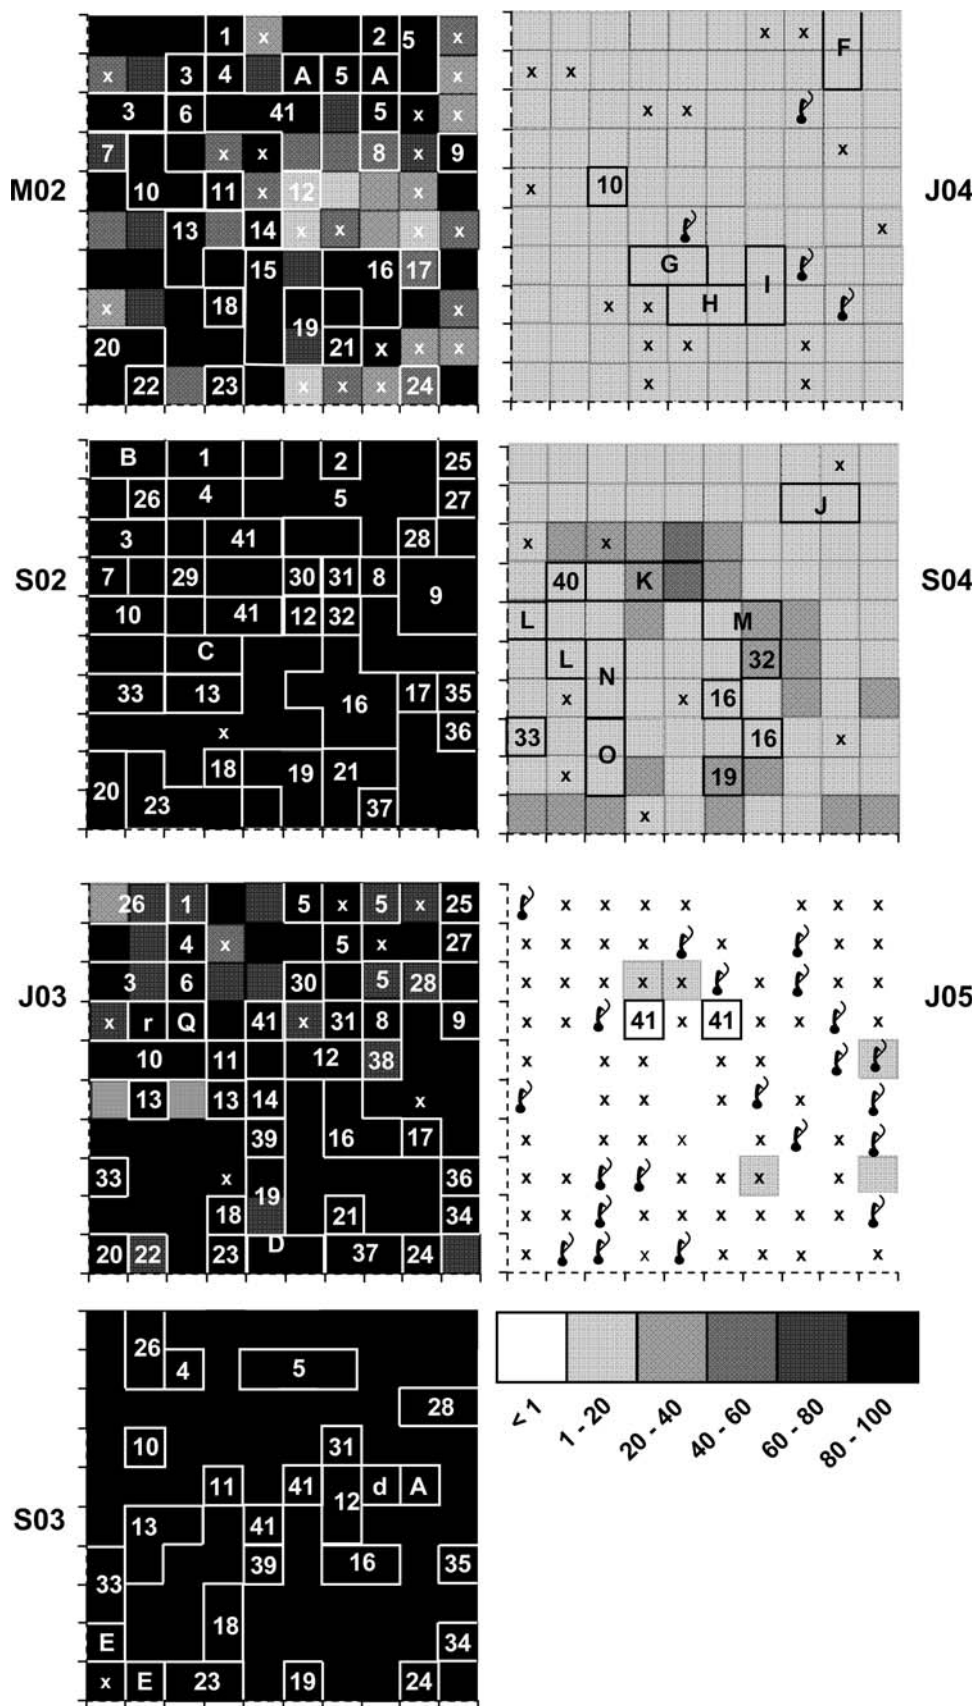 1 x 2 5 x
x 3 4 A 5 A x
3 6 41 5 x x
7 x x 8 x 9
M02
10 11 x 12 x
13 14 x x x x
15 16 17
x 18 x
19
20 21 x x x
22 23 x x x 24
x x F
x x
x x
x
J04
x 10
x
G I
x x H
x x x
x x
B 1 2 25
26 4 5 27
3 41 28
S02
7 29 30 31 8 9
10 41 12 32
C
33 13 16 17 35
x 36
18 19 21
20 23 37
x
J
x x
S04
40 K
L M
L N 32
x x 16
33 16 x
x O 19
x
26 1 5 x 5 x 25
4 x 5 x 27
J03
3 6 30 5 28
x r Q 41 x 31 8 9
10 11 12 38
13 13 14 x
39 16 17
33 x 36
19
18 21 34
20 22 23 D 37 24
x x x x x x x
x x x x x
J05
x x x x x x
x x 41 x 41 x x x
x x x x
x x x x x
x x x x x
x x x x x x
x x x x x x x
x x x x x x
26
4 5
28
10 31
11 41 12 d A
S03
13 41
39 16 35
33
18
E 34
x E 23 19 24
< 1
1 - 20
20 - 40
40 - 60
60 - 80
80 - 100